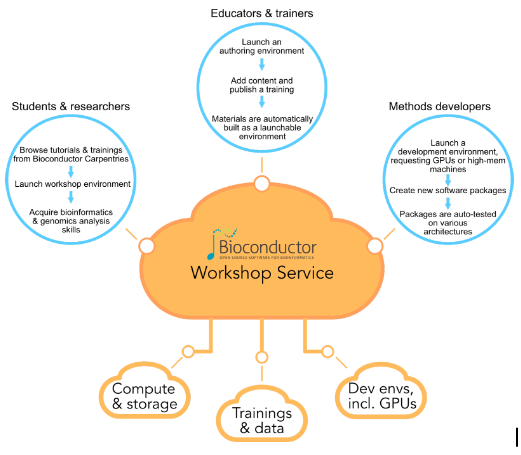 Educators & trainers
Launch an
authoring environment
Add content and
publish a training
Materials are automatically
built as a launchable
environment
Students & researchers
Browse tutorials & trainings
from Bioconductor Carpentries
Launch workshop environment
Acquire bioinformatics
& genomics analysis
skills
Methods developers
Launch a
development environment,
requesting GPUs or high-mem
machines
Create new software packages
Packages are auto-tested
on various
architectures
Bioconductor
OPEN SOURCE SOFTWARE FOR BIOINFORMATICS
Workshop Service
Compute
& storage
Trainings
& data
Dev envs,
incl. GPUs